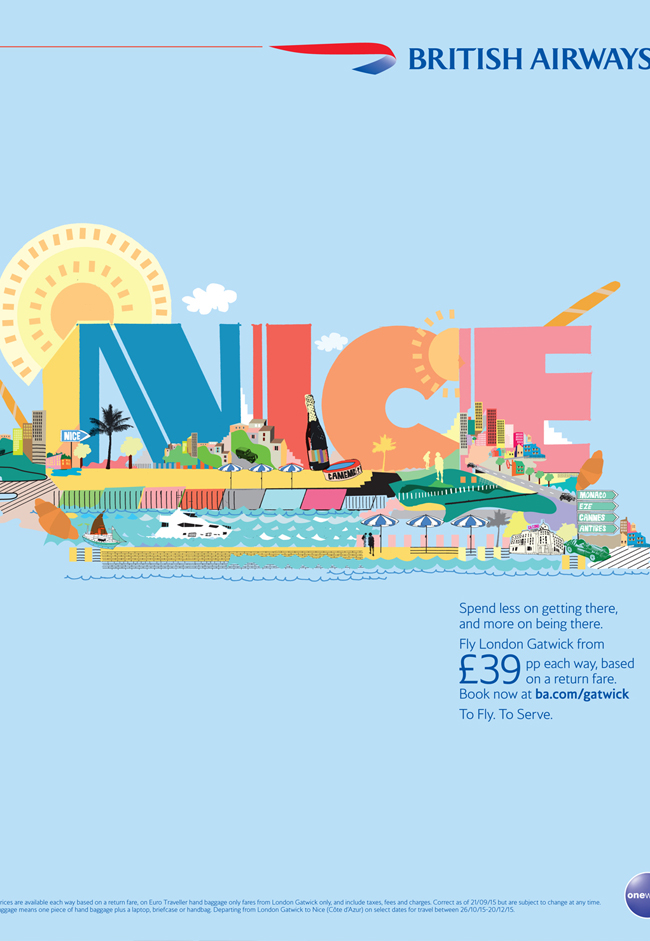 BRITISH AIRWAYS
NICE
NICE
MONACO
EZE
CANNES
ANTIBES
Spend less on getting there,
and more on being there.
Fly London Gatwick from
£39 pp each way, based
on a return fare.
Book now at ba.com/gatwick
To Fly. To Serve.
rices are available each way based on a return fare, on Euro Traveller hand baggage only fares from London Gatwick only, and include taxes, fees and charges. Correct as of 21/09/15 but are subject to change at any time.
aggage means one piece of hand baggage plus a laptop, briefcase or handbag. Departing from London Gatwick to Nice (Côte d'Azur) on select dates for travel between 26/10/15-20/12/15.
onew